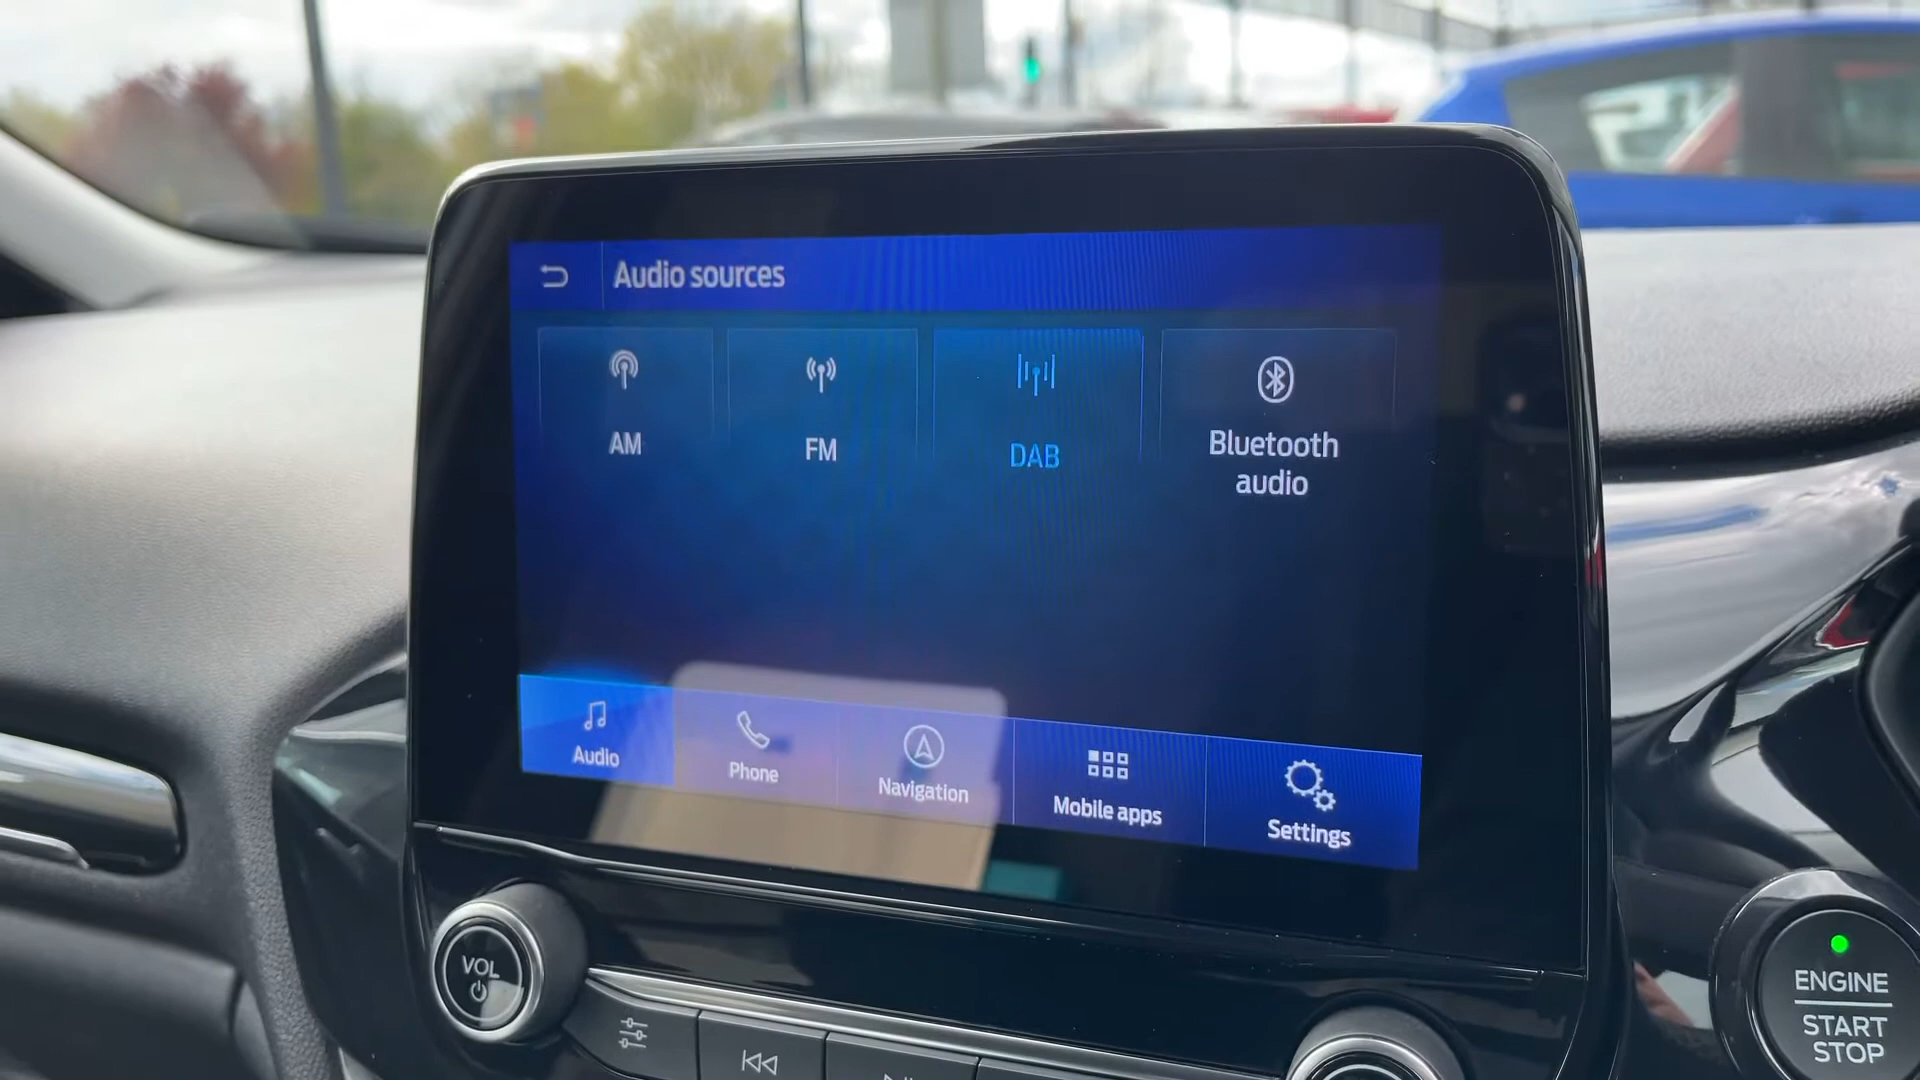 Audio sources
AM
FM
DAB
Bluetooth
audio
Audio
Phone
Navigation
Mobile apps
Settings
VOL
ENGINE
START
STOP